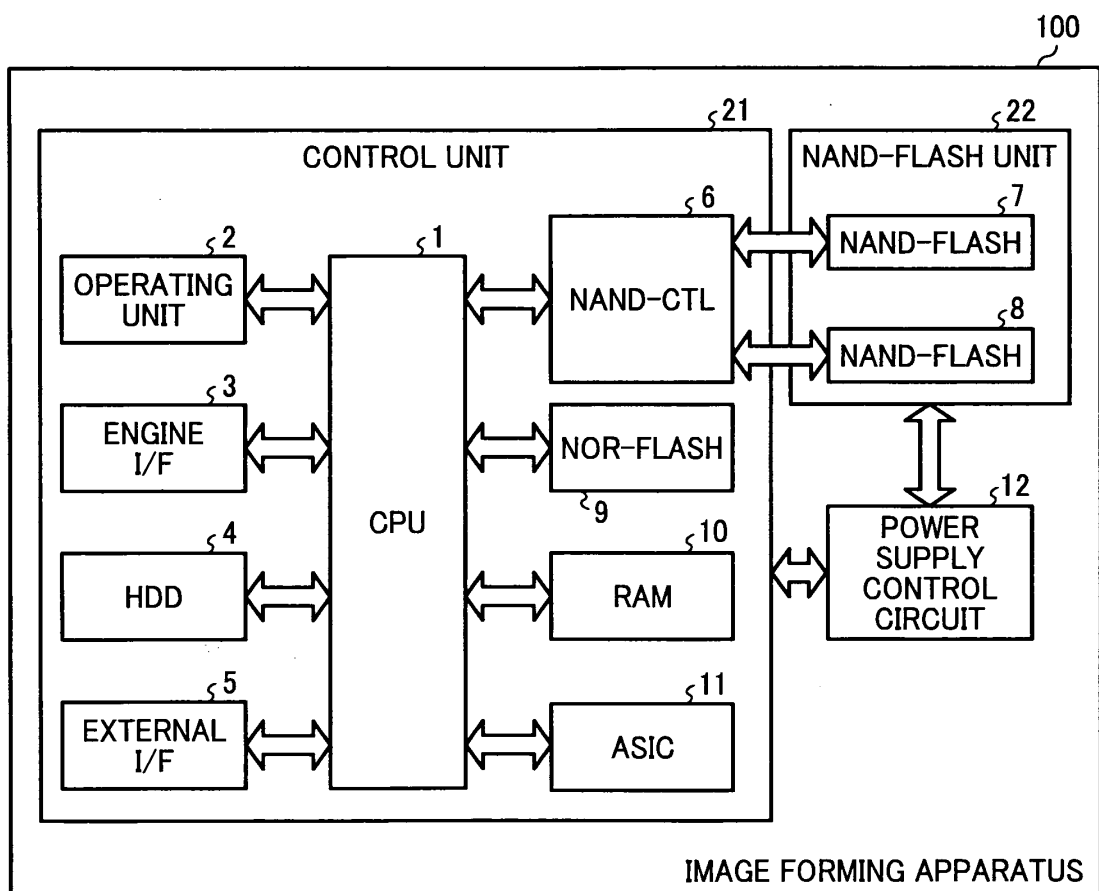 100
21
CONTROL UNIT
22
NAND-FLASH UNIT
2
OPERATING
UNIT
1
CPU
6
NAND-CTL
7
NAND-FLASH
8
NAND-FLASH
3
ENGINE
I/F
NOR-FLASH
9
4
HDD
10
RAM
12
POWER
SUPPLY
CONTROL
CIRCUIT
5
EXTERNAL
I/F
11
ASIC
IMAGE FORMING APPARATUS